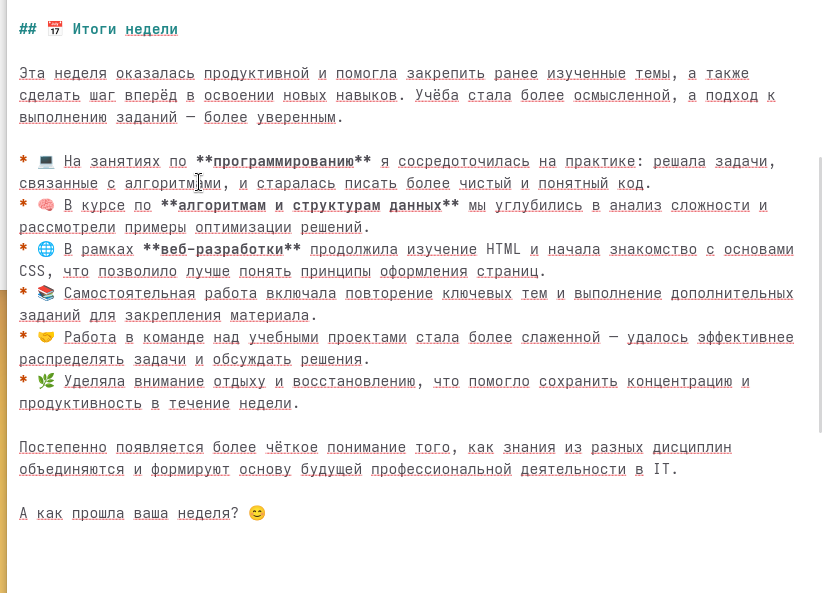 ## 📅 Итоги недели
Эта неделя оказалась продуктивной и помогла закрепить ранее изученные темы, а также
сделать шаг вперёд в освоении новых навыков. Учёба стала более осмысленной, а подход к
выполнению заданий — более уверенным.
* 💻 На занятиях по **программированию** я сосредоточилась на практике: решала задачи,
связанные с алгоритмами, и старалась писать более чистый и понятный код.
* 🧠 В курсе по **алгоритмам и структурам данных** мы углубились в анализ сложности и
рассмотрели примеры оптимизации решений.
* 🌐 В рамках **веб-разработки** продолжила изучение HTML и начала знакомство с основами
CSS, что позволило лучше понять принципы оформления страниц.
* 📚 Самостоятельная работа включала повторение ключевых тем и выполнение дополнительных
заданий для закрепления материала.
* 🤝 Работа в команде над учебными проектами стала более слаженной — удалось эффективнее
распределять задачи и обсуждать решения.
* 🌿 Уделяла внимание отдыху и восстановлению, что помогло сохранить концентрацию и
продуктивность в течение недели.
Постепенно появляется более чёткое понимание того, как знания из разных дисциплин
объединяются и формируют основу будущей профессиональной деятельности в IT.
А как прошла ваша неделя? 😊